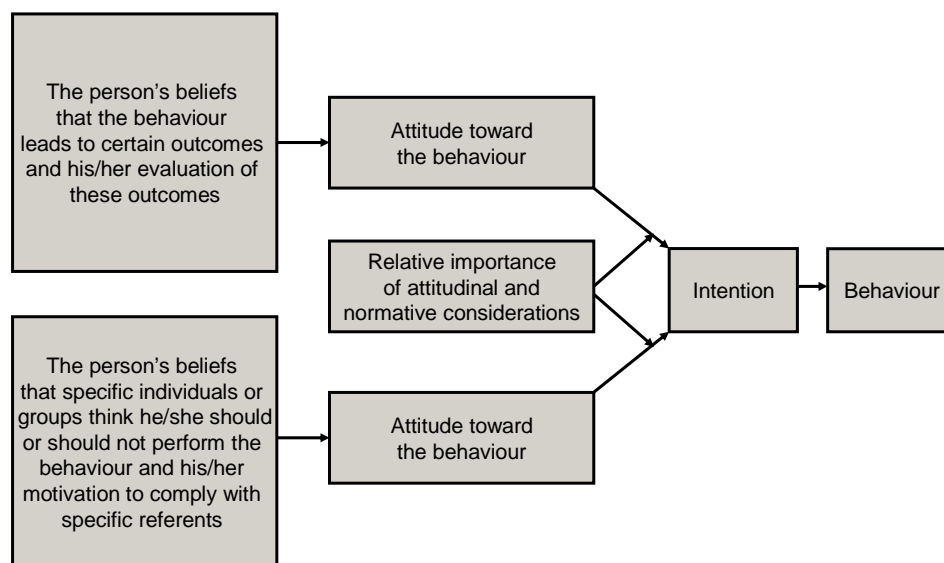 The person's beliefs
that the behaviour
leads to certain outcomes
and his/her evaluation of
these outcomes
Attitude toward
the behaviour
Relative importance
of attitudinal and
normative considerations
Intention
Behaviour
The person's beliefs
that specific individuals or
groups think he/she should
or should not perform the
behaviour and his/her
motivation to comply with
specific referents
Attitude toward
the behaviour